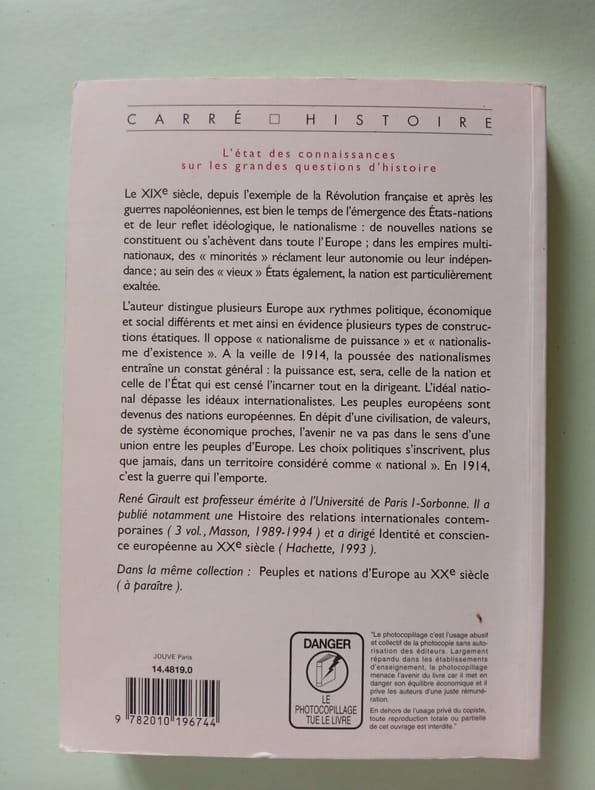 CARRÉ □ HISTOIRE
L'état des connaissances
sur les grandes questions d'histoire
Le XIXe siècle, depuis l'exemple de la Révolution française et après les
guerres napoléoniennes, est bien le temps de l'émergence des États-nations
et de leur reflet idéologique, le nationalisme : de nouvelles nations se
constituent ou s'achèvent dans toute l'Europe ; dans les empires multi-
nationaux, des « minorités » réclament leur autonomie ou leur indépen-
dance ; au sein des « vieux » États également, la nation est particulièrement
exaltée.
L'auteur distingue plusieurs Europe aux rythmes politique, économique
et social différents et met ainsi en évidence plusieurs types de construc-
tions étatiques. Il oppose « nationalisme de puissance » et « nationalis-
me d'existence ». A la veille de 1914, la poussée des nationalismes
entraîne un constat général : la puissance est, sera, celle de la nation et
celle de l'État qui est censé l'incarner tout en la dirigeant. L'idéal natio-
nal dépasse les idéaux internationalistes. Les peuples européens sont
devenus des nations européennes. En dépit d'une civilisation, de valeurs,
de système économique proches, l'avenir ne va pas dans le sens d'une
union entre les peuples d'Europe. Les choix politiques s'inscrivent, plus
que jamais, dans un territoire considéré comme « national ». En 1914,
c'est la guerre qui l'emporte.
René Girault est professeur émérite à l'Université de Paris I-Sorbonne. Il a
publié notamment une Histoire des relations internationales contem-
poraines ( 3 vol., Masson, 1989-1994 ) et a dirigé Identité et conscien-
ce européenne au XXe siècle ( Hachette, 1993 ).
Dans la même collection : Peuples et nations d'Europe au XXe siècle
( à paraître ).
JOUVE Paris
14.4819.0
9 782010 196744
DANGER
LE
PHOTOCOPILLAGE
TUE LE LIVRE
"Le photocopillage c'est l'usage abusif
et collectif de la photocopie sans auto-
risation des éditeurs. Largement
répandu dans les établissements
d'enseignement, le photocopillage
menace l'avenir du livre car il met en
danger son équilibre économique et il
prive les auteurs d'une juste rémuné-
ration.
En dehors de l'usage privé du copiste,
toute reproduction totale ou partielle
de cet ouvrage est interdite."